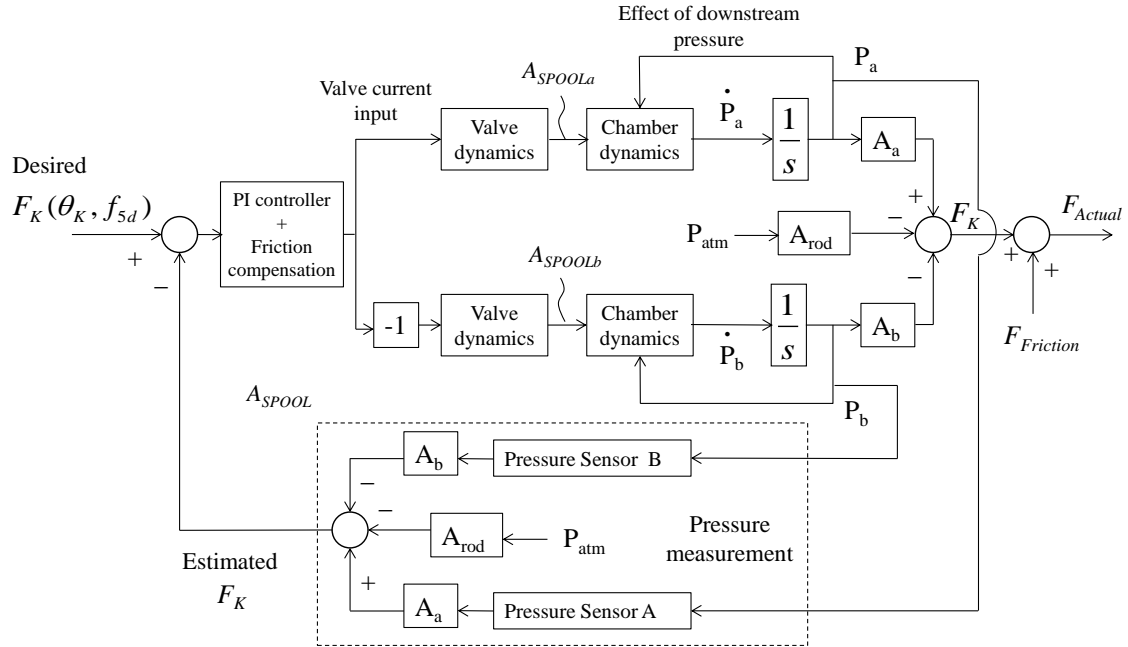 Effect of downstream
pressure
P_a
A_SPOOLa
Valve current
input
Ṗ_a
Valve
dynamics
Chamber
dynamics
1
s
A_a
Desired
F_K(θ_K, f_5d)
+
−
PI controller
+
Friction
compensation
P_atm
A_rod
+
−
−
F_K
+
+
F_Actual
F_Friction
A_SPOOLb
-1
Valve
dynamics
Chamber
dynamics
Ṗ_b
1
s
A_b
P_b
A_SPOOL
A_b
Pressure Sensor B
−
−
A_rod
P_atm
Pressure
measurement
Estimated
F_K
+
A_a
Pressure Sensor A